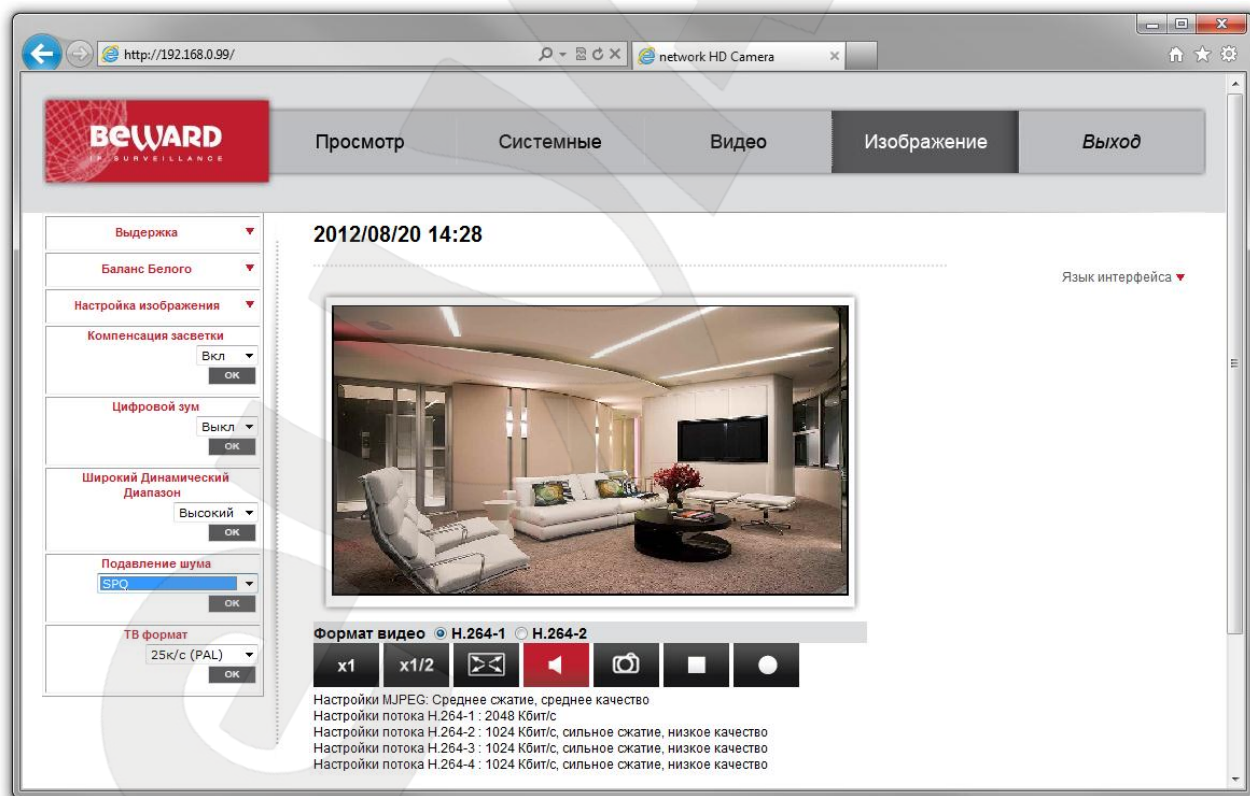 http://192.168.0.99/
network HD Camera
BEWARD
IP SURVEILLANCE
Просмотр
Системные
Видео
Изображение
Выход
Выдержка
Баланс Белого
Настройка изображения
Компенсация засветки
Вкл
OK
Цифровой зум
Выкл
OK
Широкий Динамический
Диапазон
Высокий
OK
Подавление шума
SPQ
OK
ТВ формат
25к/с (PAL)
OK
2012/08/20 14:28
Язык интерфейса
Формат видео H.264-1 H.264-2
x1 x1/2
Настройки MJPEG: Среднее сжатие, среднее качество
Настройки потока H.264-1 : 2048 Кбит/с
Настройки потока H.264-2 : 1024 Кбит/с, сильное сжатие, низкое качество
Настройки потока H.264-3 : 1024 Кбит/с, сильное сжатие, низкое качество
Настройки потока H.264-4 : 1024 Кбит/с, сильное сжатие, низкое качество